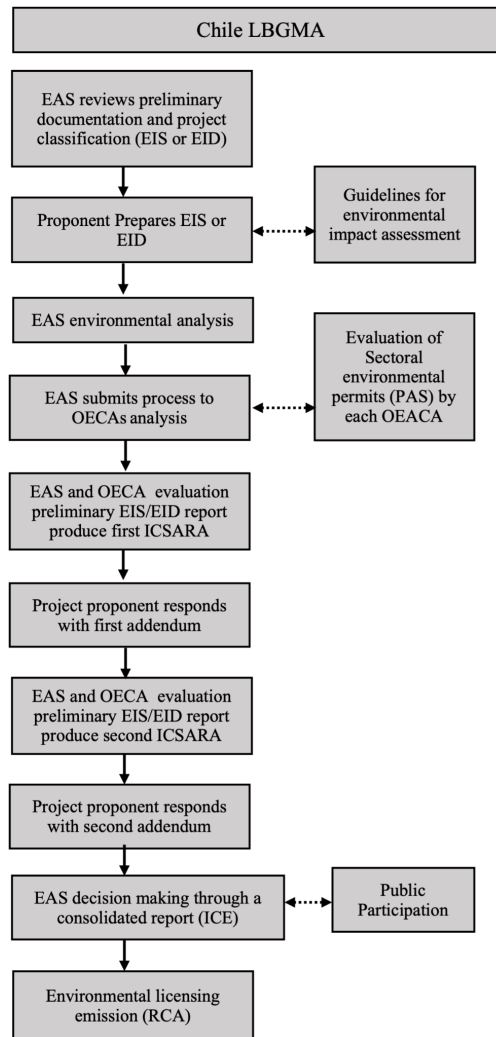 Chile LBGMA
EAS reviews preliminary
documentation and project
classification (EIS or EID)
Proponent Prepares EIS or
EID
Guidelines for
environmental
impact assessment
EAS environmental analysis
EAS submits process to
OECAs analysis
Evaluation of
Sectoral
environmental
permits (PAS) by
each OEACA
EAS and OECA evaluation
preliminary EIS/EID report
produce first ICSARA
Project proponent responds
with first addendum
EAS and OECA evaluation
preliminary EIS/EID report
produce second ICSARA
Project proponent responds
with second addendum
EAS decision making through a
consolidated report (ICE)
Public
Participation
Environmental licensing
emission (RCA)